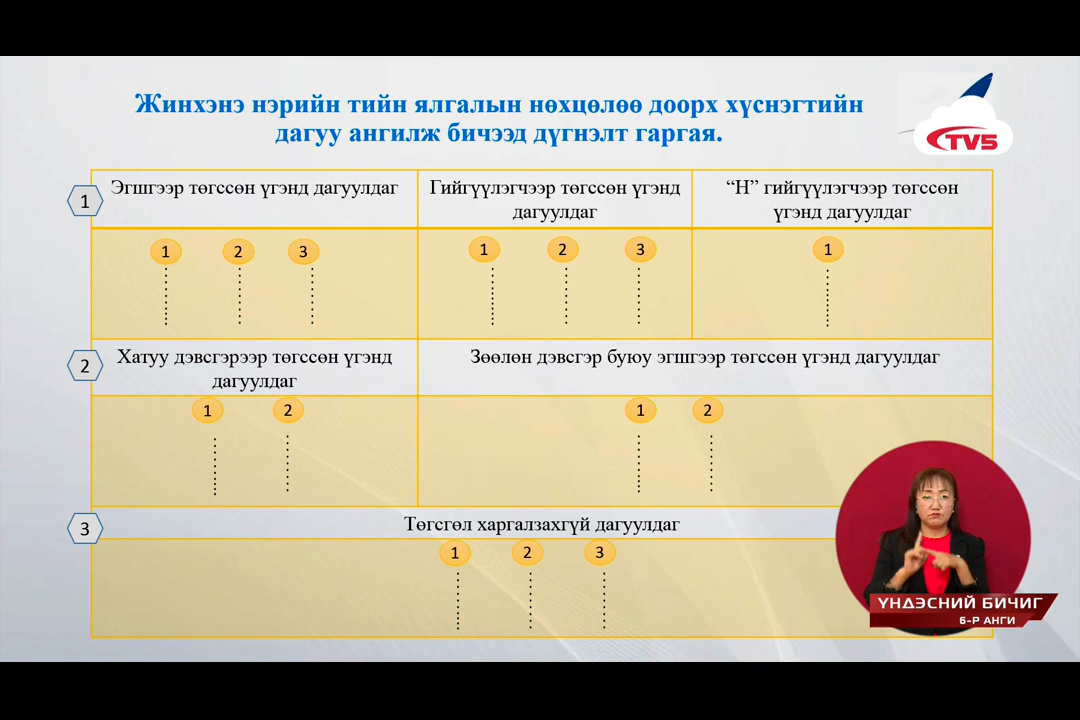 Жинхэнэ нэрийн тийн ялгалын нөхцөлөө доорх хүснэгтийн
дагуу ангилж бичээд дүгнэлт гаргая.
TV5
1
Эгшгээр төгссөн үгэнд дагуулдаг
Гийгүүлэгчээр төгссөн үгэнд
дагуулдаг
“Н” гийгүүлэгчээр төгссөн
үгэнд дагуулдаг
1 2 3
1 2 3
1
2
Хатуу дэвсгэрээр төгссөн үгэнд
дагуулдаг
Зөөлөн дэвсгэр буюу эгшгээр төгссөн үгэнд дагуулдаг
1 2
1 2
3
Төгсгөл харгалзахгүй дагуулдаг
1 2 3
ҮНДЭСНИЙ БИЧИГ
6-Р АНГИ